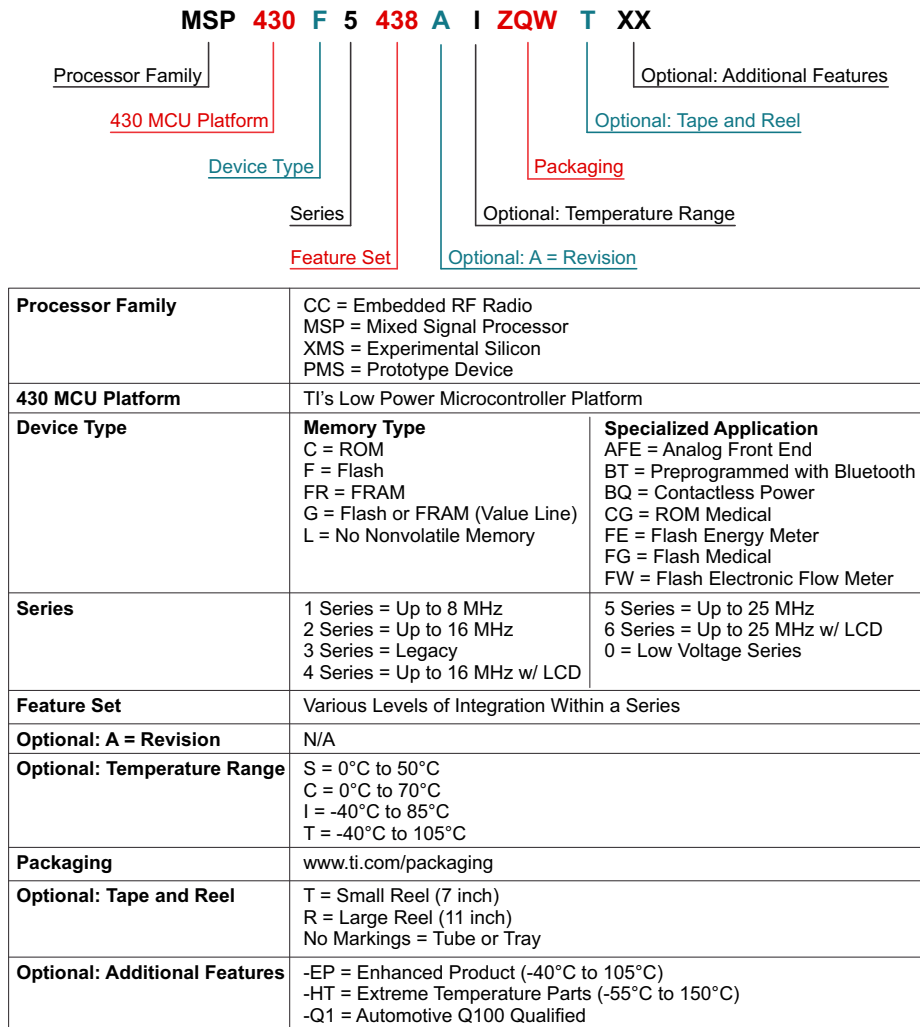 MSP 430 F 5 438 A I ZQW T XX
Processor Family
Optional: Additional Features
430 MCU Platform
Optional: Tape and Reel
Device Type
Packaging
Series
Optional: Temperature Range
Feature Set
Optional: A = Revision
Processor Family
CC = Embedded RF Radio
MSP = Mixed Signal Processor
XMS = Experimental Silicon
PMS = Prototype Device
430 MCU Platform
TI's Low Power Microcontroller Platform
Device Type
Memory Type
C = ROM
F = Flash
FR = FRAM
G = Flash or FRAM (Value Line)
L = No Nonvolatile Memory
Specialized Application
AFE = Analog Front End
BT = Preprogrammed with Bluetooth
BQ = Contactless Power
CG = ROM Medical
FE = Flash Energy Meter
FG = Flash Medical
FW = Flash Electronic Flow Meter
Series
1 Series = Up to 8 MHz
2 Series = Up to 16 MHz
3 Series = Legacy
4 Series = Up to 16 MHz w/ LCD
5 Series = Up to 25 MHz
6 Series = Up to 25 MHz w/ LCD
0 = Low Voltage Series
Feature Set
Various Levels of Integration Within a Series
Optional: A = Revision
N/A
Optional: Temperature Range
S = 0°C to 50°C
C = 0°C to 70°C
I = -40°C to 85°C
T = -40°C to 105°C
Packaging
www.ti.com/packaging
Optional: Tape and Reel
T = Small Reel (7 inch)
R = Large Reel (11 inch)
No Markings = Tube or Tray
Optional: Additional Features
-EP = Enhanced Product (-40°C to 105°C)
-HT = Extreme Temperature Parts (-55°C to 150°C)
-Q1 = Automotive Q100 Qualified